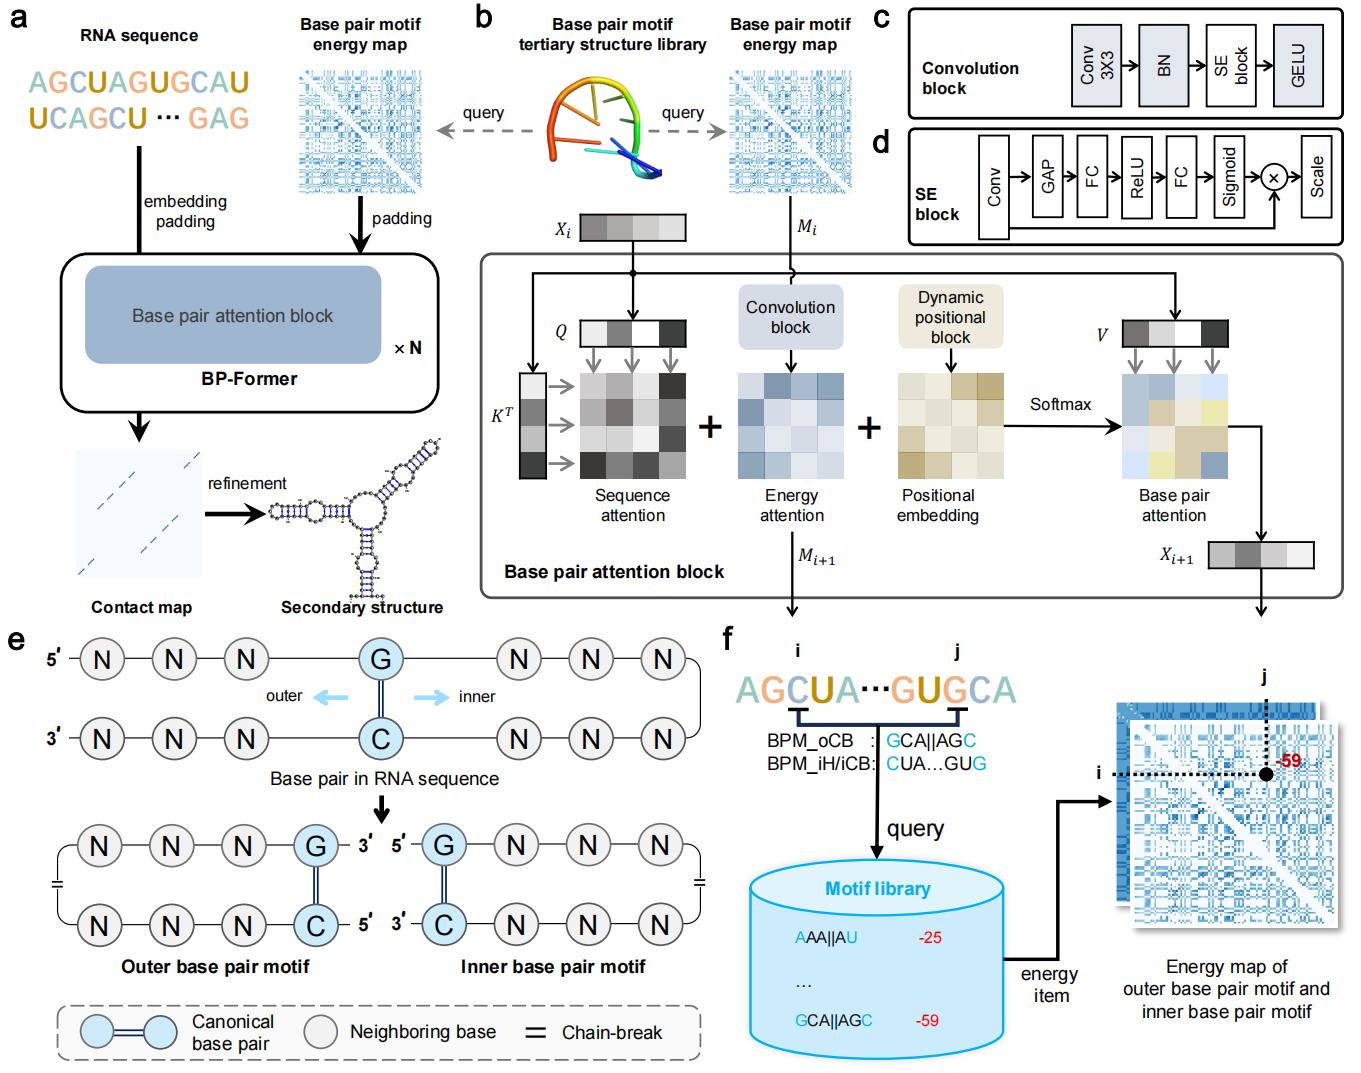 a
RNA sequence
AGCUAGUGCAU
UCAGCU ··· GAG
Base pair motif
energy map
embedding
padding
padding
Base pair attention block
× N
BP-Former
refinement
Contact map
Secondary structure
b
Base pair motif
tertiary structure library
Base pair motif
energy map
query
query
X_i
M_i
Q
K^T
V
Convolution
block
Dynamic
positional
block
+
+
Softmax
Sequence
attention
Energy
attention
Positional
embedding
Base pair
attention
M_{i+1}
X_{i+1}
Base pair attention block
c
Convolution
block
Conv
3X3
BN
SE
block
GELU
d
SE
block
Conv
GAP
FC
ReLU
FC
Sigmoid
×
Scale
e
5′ N N N G N N N
outer inner
3′ N N N C N N N
Base pair in RNA sequence
N N N G 3′ 5′ G N N N
N N N C 5′ 3′ C N N N
Outer base pair motif
Inner base pair motif
Canonical
base pair
Neighboring base
Chain-break
f
i j
AGCUA···GUGCA
BPM_oCB : GCA||AGC
BPM_iH/iCB: CUA...GUG
query
Motif library
AAA||AU -25
...
GCA||AGC -59
energy
item
j
i
-59
Energy map of
outer base pair motif and
inner base pair motif